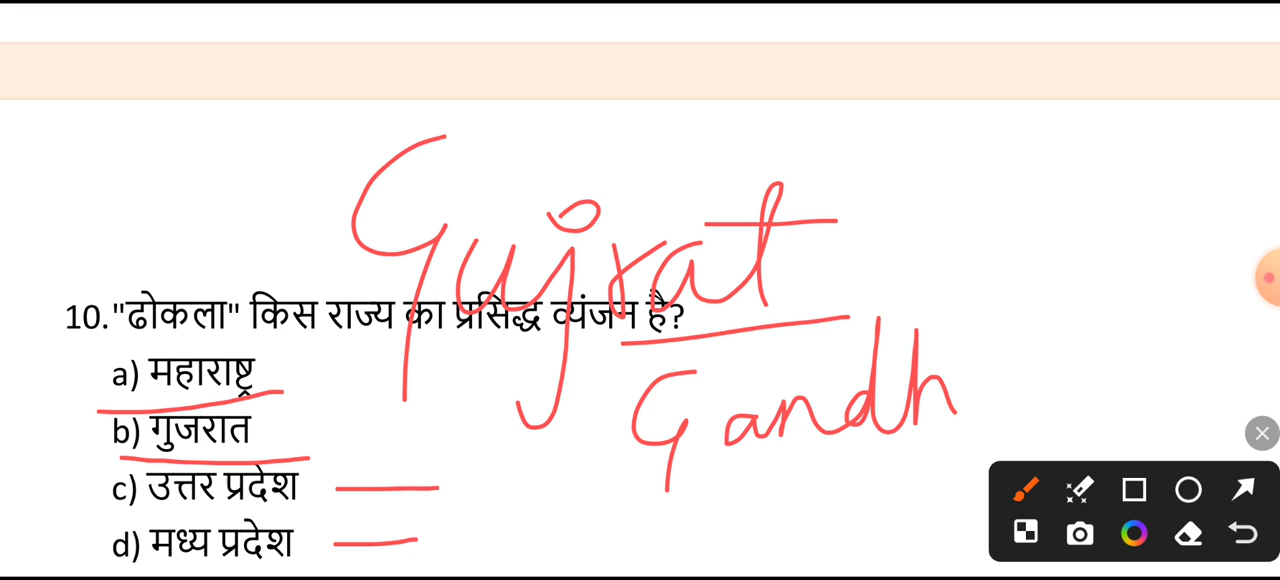 Gujrat
10. "ढोकला" किस राज्य का प्रसिद्ध व्यंजन है?
a) महाराष्ट्र
Gandh
b) गुजरात
c) उत्तर प्रदेश
d) मध्य प्रदेश